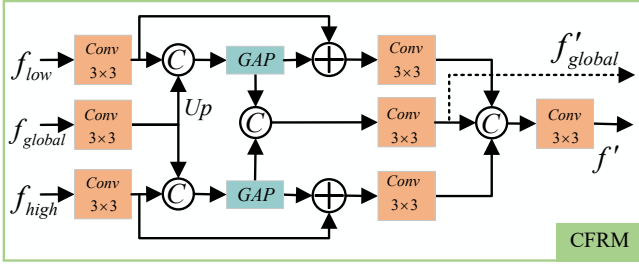 f_low
Conv
3×3
C
GAP
Conv
3×3
f'_global
f_global
Conv
3×3
Up
C
Conv
3×3
C
Conv
3×3
f'
f_high
Conv
3×3
C
GAP
Conv
3×3
CFRM